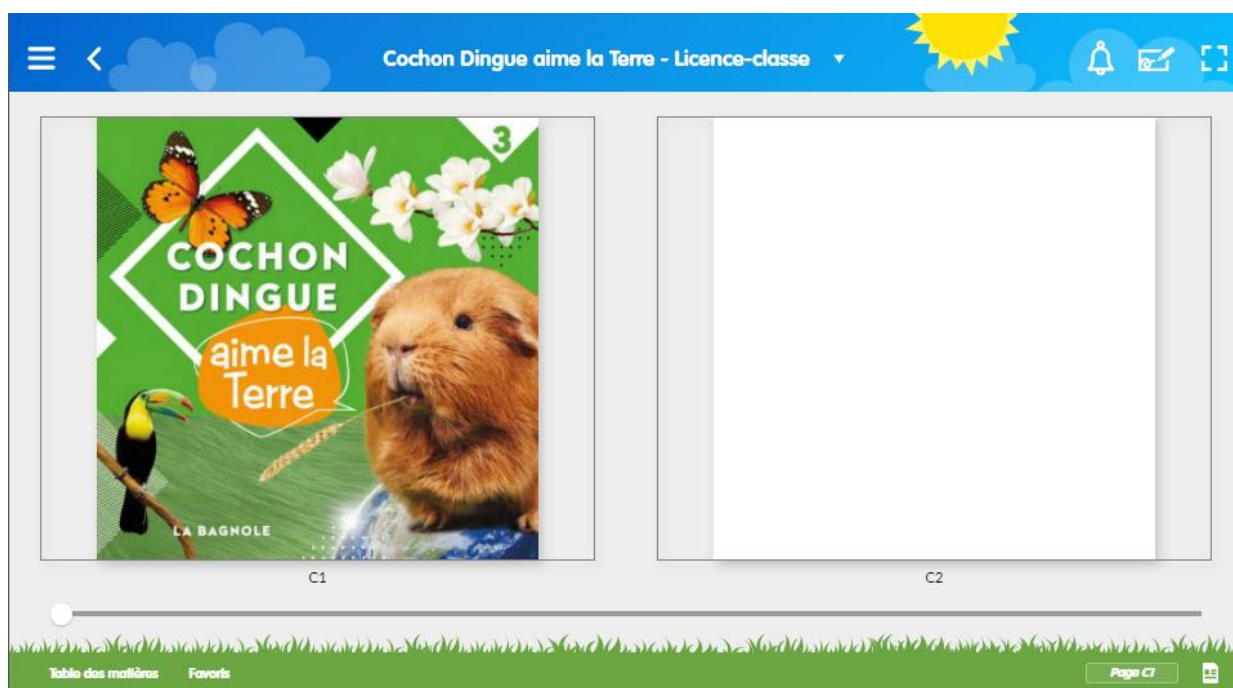 Cochon Dingue aime la Terre - Licence-classe
3
COCHON
DINGUE
aime la
Terre
LA BAGNOLE
C1
C2
Table des matières
Favoris
Page C1